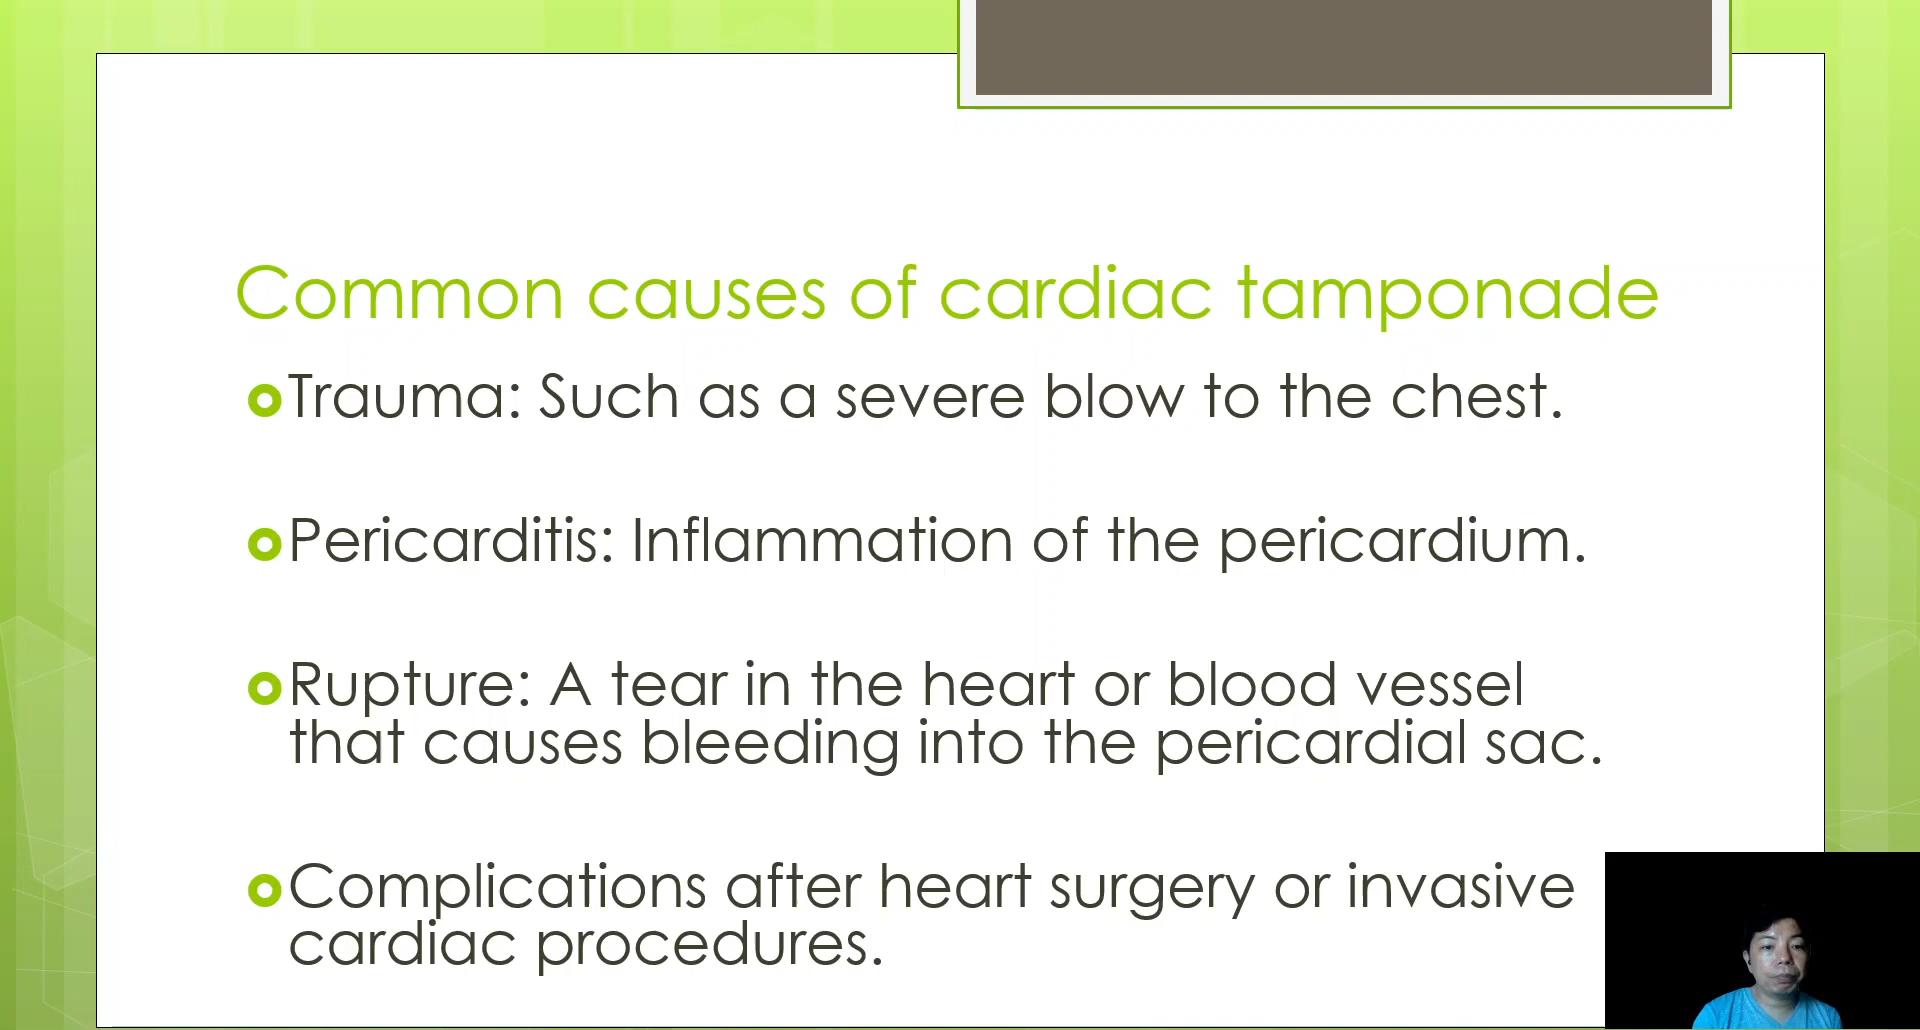 Common causes of cardiac tamponade
Trauma: Such as a severe blow to the chest.
Pericarditis: Inflammation of the pericardium.
Rupture: A tear in the heart or blood vessel
that causes bleeding into the pericardial sac.
Complications after heart surgery or invasive
cardiac procedures.